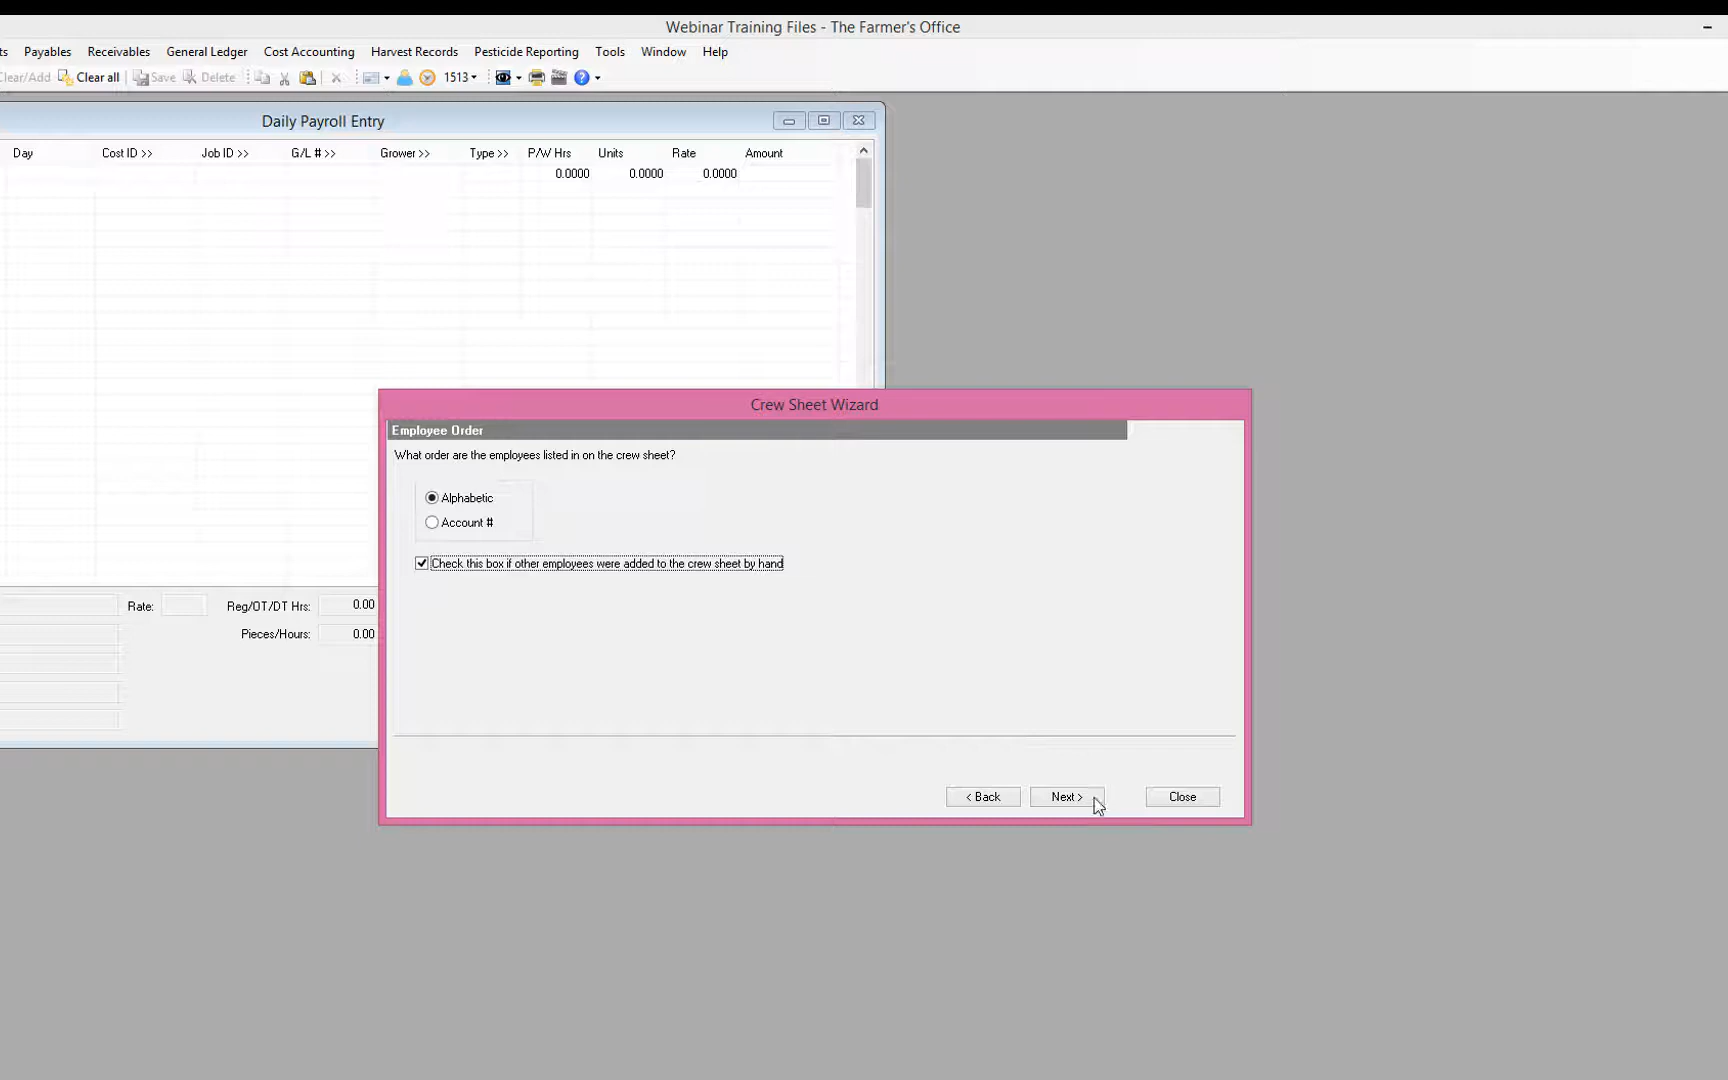 Webinar Training Files - The Farmer's Office
ts Payables Receivables General Ledger Cost Accounting Harvest Records Pesticide Reporting Tools Window Help
Clear/Add Clear all Save Delete 1513
Daily Payroll Entry
Day Cost ID >> Job ID >> G/L # >> Grower >> Type >> P/W Hrs Units Rate Amount
0.0000 0.0000 0.0000
Crew Sheet Wizard
Employee Order
What order are the employees listed in on the crew sheet?
Alphabetic
Account #
Check this box if other employees were added to the crew sheet by hand
Rate: Reg/OT/DT Hrs: 0.00
Pieces/Hours: 0.00
< Back Next > Close